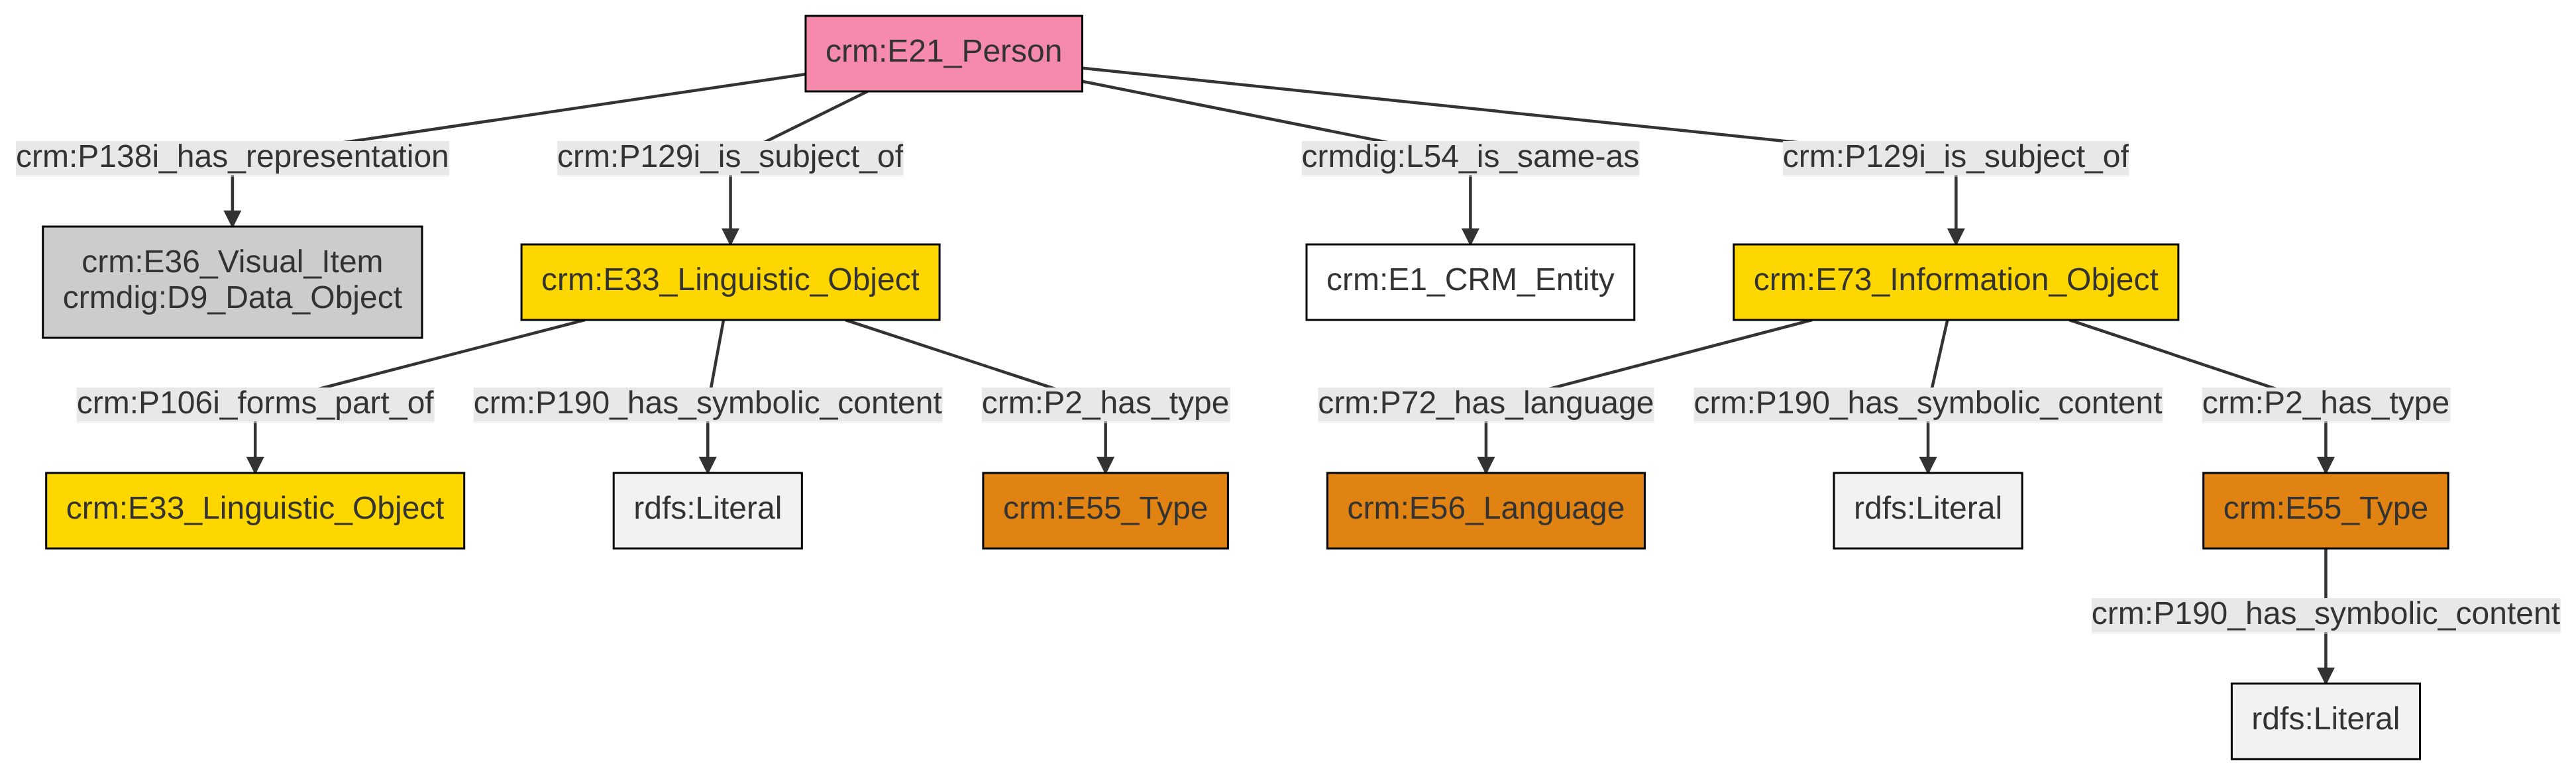 crm:E21_Person
crm:P138i_has_representation
crm:P129i_is_subject_of
crmdig:L54_is_same-as
crm:P129i_is_subject_of
crm:E36_Visual_Item
crmdig:D9_Data_Object
crm:E33_Linguistic_Object
crm:E1_CRM_Entity
crm:E73_Information_Object
crm:P106i_forms_part_of
crm:P190_has_symbolic_content
crm:P2_has_type
crm:P72_has_language
crm:P190_has_symbolic_content
crm:P2_has_type
crm:E33_Linguistic_Object
rdfs:Literal
crm:E55_Type
crm:E56_Language
rdfs:Literal
crm:E55_Type
crm:P190_has_symbolic_content
rdfs:Literal